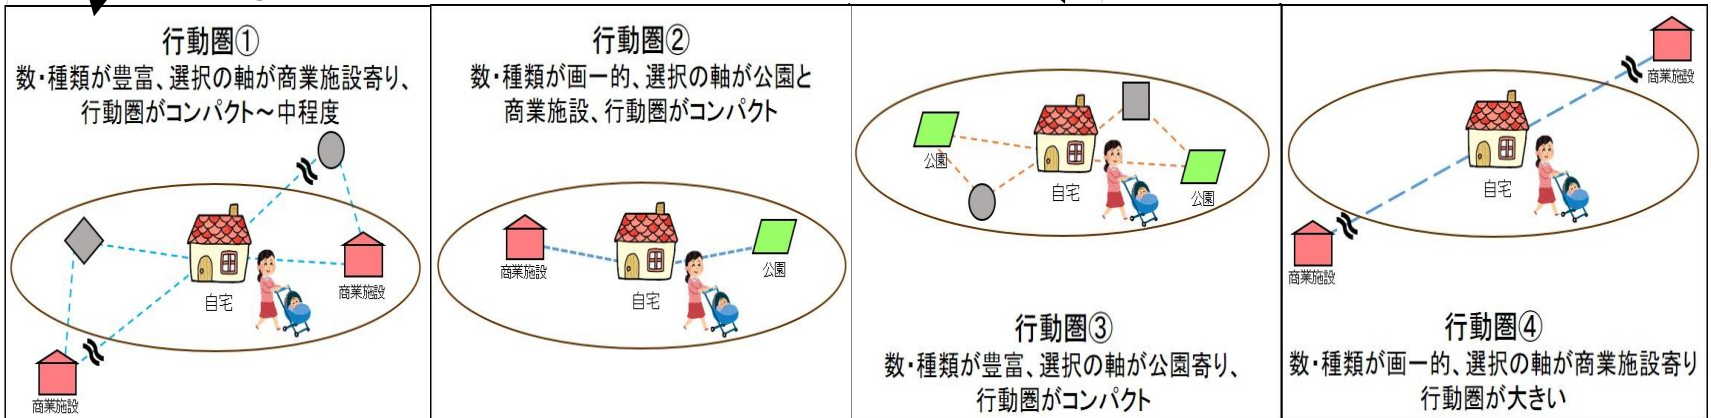 行動圏①
数・種類が豊富、選択の軸が商業施設寄り、
行動圏がコンパクト～中程度
自宅
商業施設
商業施設
行動圏②
数・種類が画一的、選択の軸が公園と
商業施設、行動圏がコンパクト
商業施設
自宅
公園
公園
自宅
公園
行動圏③
数・種類が豊富、選択の軸が公園寄り、
行動圏がコンパクト
商業施設
自宅
商業施設
行動圏④
数・種類が画一的、選択の軸が商業施設寄り
行動圏が大きい